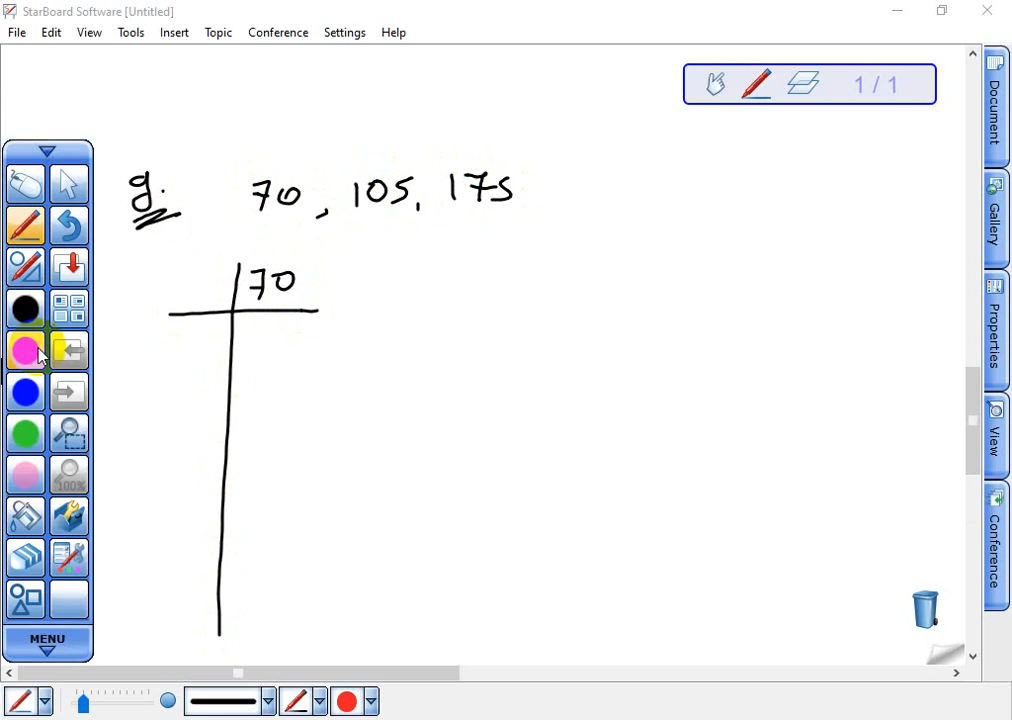 StarBoard Software [Untitled]
File Edit View Tools Insert Topic Conference Settings Help
1 / 1
g. 70, 105, 175
70
100%
MENU
Document
Gallery
Properties
View
Conference